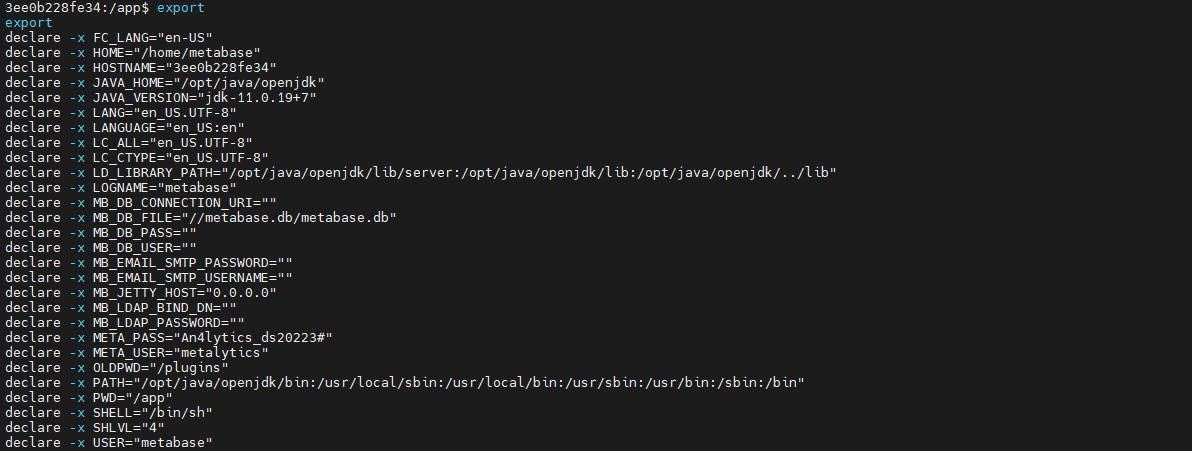 3ee0b228fe34:/app$ export
export
declare -x FC_LANG="en-US"
declare -x HOME="/home/metabase"
declare -x HOSTNAME="3ee0b228fe34"
declare -x JAVA_HOME="/opt/java/openjdk"
declare -x JAVA_VERSION="jdk-11.0.19+7"
declare -x LANG="en_US.UTF-8"
declare -x LANGUAGE="en_US:en"
declare -x LC_ALL="en_US.UTF-8"
declare -x LC_CTYPE="en_US.UTF-8"
declare -x LD_LIBRARY_PATH="/opt/java/openjdk/lib/server:/opt/java/openjdk/lib:/opt/java/openjdk/../lib"
declare -x LOGNAME="metabase"
declare -x MB_DB_CONNECTION_URI=""
declare -x MB_DB_FILE="//metabase.db/metabase.db"
declare -x MB_DB_PASS=""
declare -x MB_DB_USER=""
declare -x MB_EMAIL_SMTP_PASSWORD=""
declare -x MB_EMAIL_SMTP_USERNAME=""
declare -x MB_JETTY_HOST="0.0.0.0"
declare -x MB_LDAP_BIND_DN=""
declare -x MB_LDAP_PASSWORD=""
declare -x META_PASS="An4lytics_ds20223#"
declare -x META_USER="metalytics"
declare -x OLDPWD="/plugins"
declare -x PATH="/opt/java/openjdk/bin:/usr/local/sbin:/usr/local/bin:/usr/sbin:/usr/bin:/sbin:/bin"
declare -x PWD="/app"
declare -x SHELL="/bin/sh"
declare -x SHLVL="4"
declare -x USER="metabase"